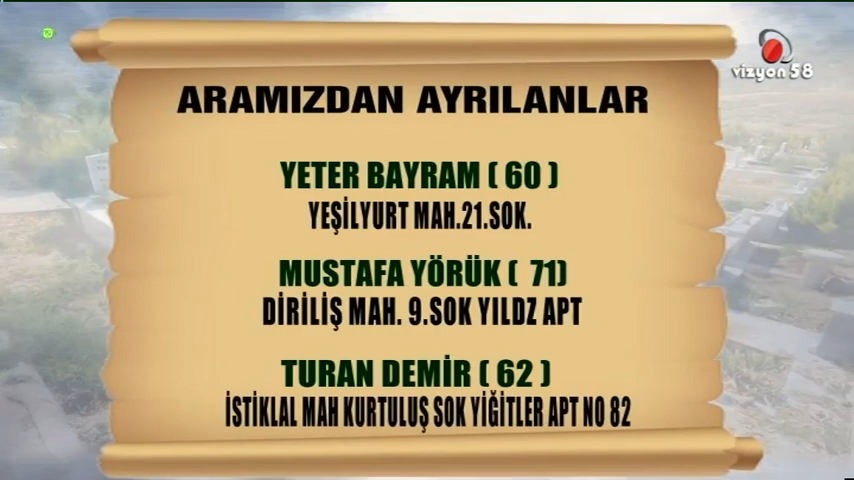 vizyon 58
ARAMIZDAN AYRILANLAR
YETER BAYRAM ( 60 )
YEŞİLYURT MAH.21.SOK.
MUSTAFA YÖRÜK (  71)
DİRİLİŞ MAH. 9.SOK YILDZ APT
TURAN DEMİR ( 62 )
İSTİKLAL MAH KURTULUŞ SOK YİĞİTLER APT NO 82